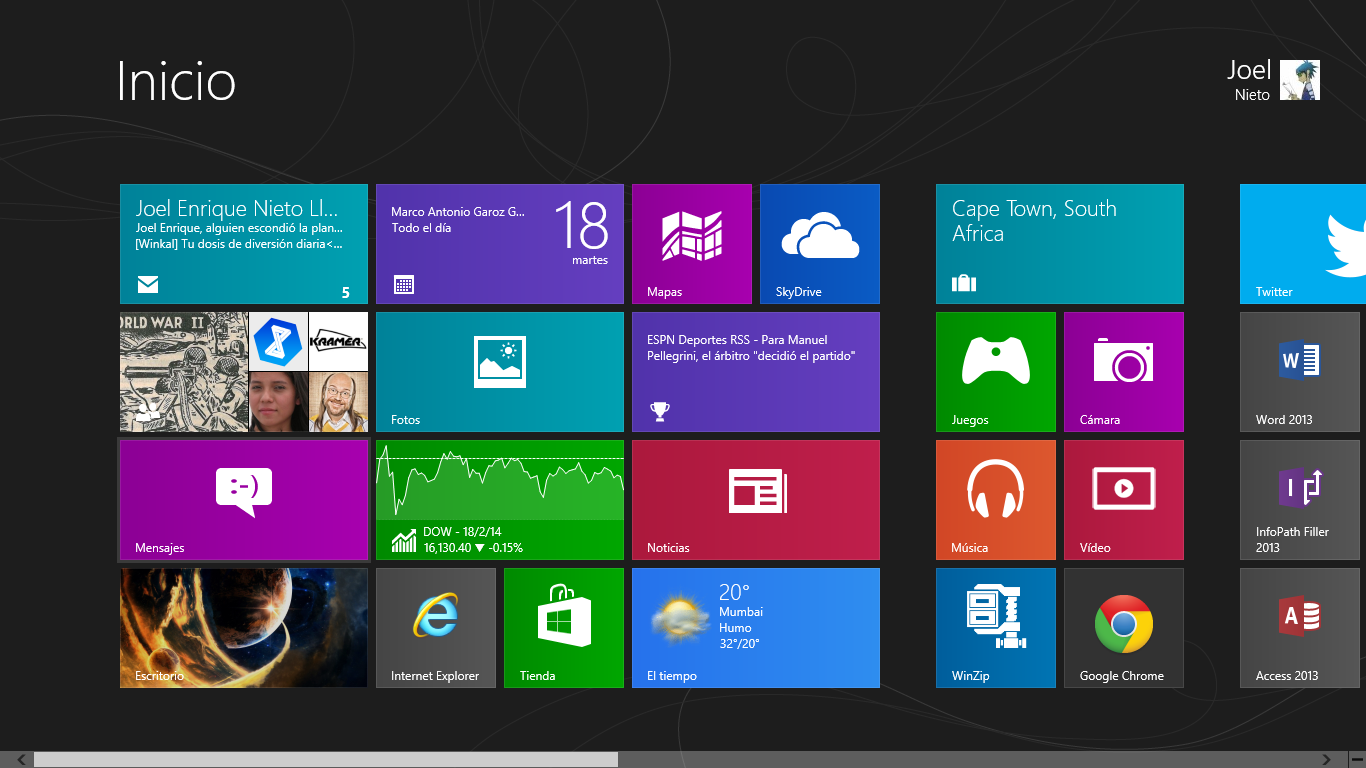 Inicio
Joel
Nieto
Joel Enrique Nieto Ll...
Joel Enrique, alguien escondió la plan...
[Winkal] Tu dosis de diversión diaria<...
5
Marco Antonio Garoz G...
Todo el día
18
martes
Mapas
SkyDrive
Cape Town, South
Africa
Twitter
ORLD WAR II
KRAMER
Fotos
ESPN Deportes RSS - Para Manuel
Pellegrini, el árbitro "decidió el partido"
Juegos
Cámara
W
Word 2013
:-)
Mensajes
DOW - 18/2/14
16,130.40 ▼ -0.15%
Noticias
Música
Vídeo
I
InfoPath Filler
2013
Escritorio
Internet Explorer
Tienda
20°
Mumbai
Humo
32°/20°
El tiempo
WinZip
Google Chrome
A
Access 2013